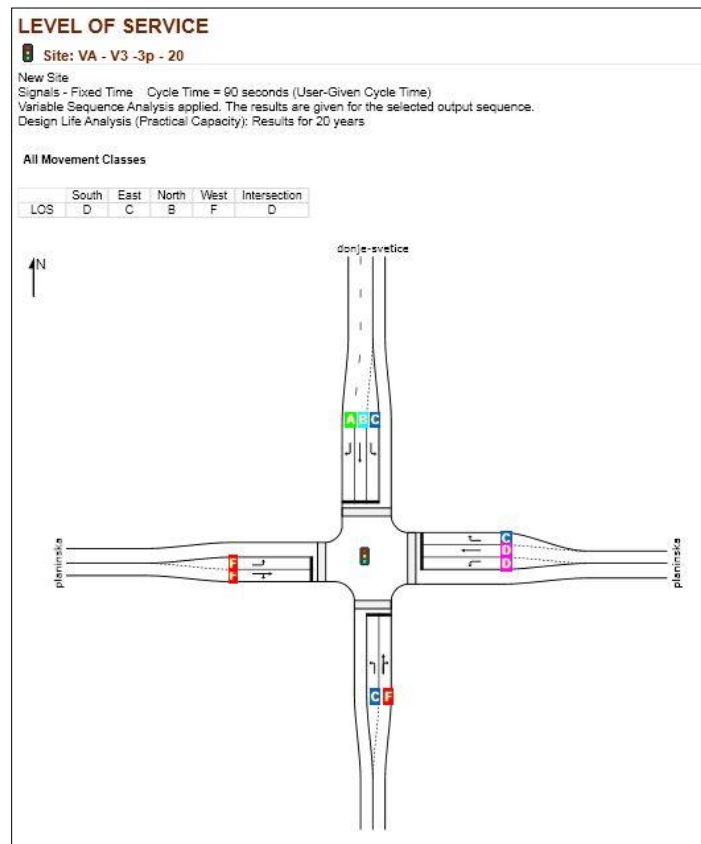 LEVEL OF SERVICE
Site: VA - V3 -3p - 20
New Site
Signals - Fixed Time Cycle Time = 90 seconds (User-Given Cycle Time)
Variable Sequence Analysis applied. The results are given for the selected output sequence.
Design Life Analysis (Practical Capacity): Results for 20 years
All Movement Classes
South East North West Intersection
LOS D C B F D
donje-svetice
N
A B C
planinska
F
F
C
D
D
planinska
C F